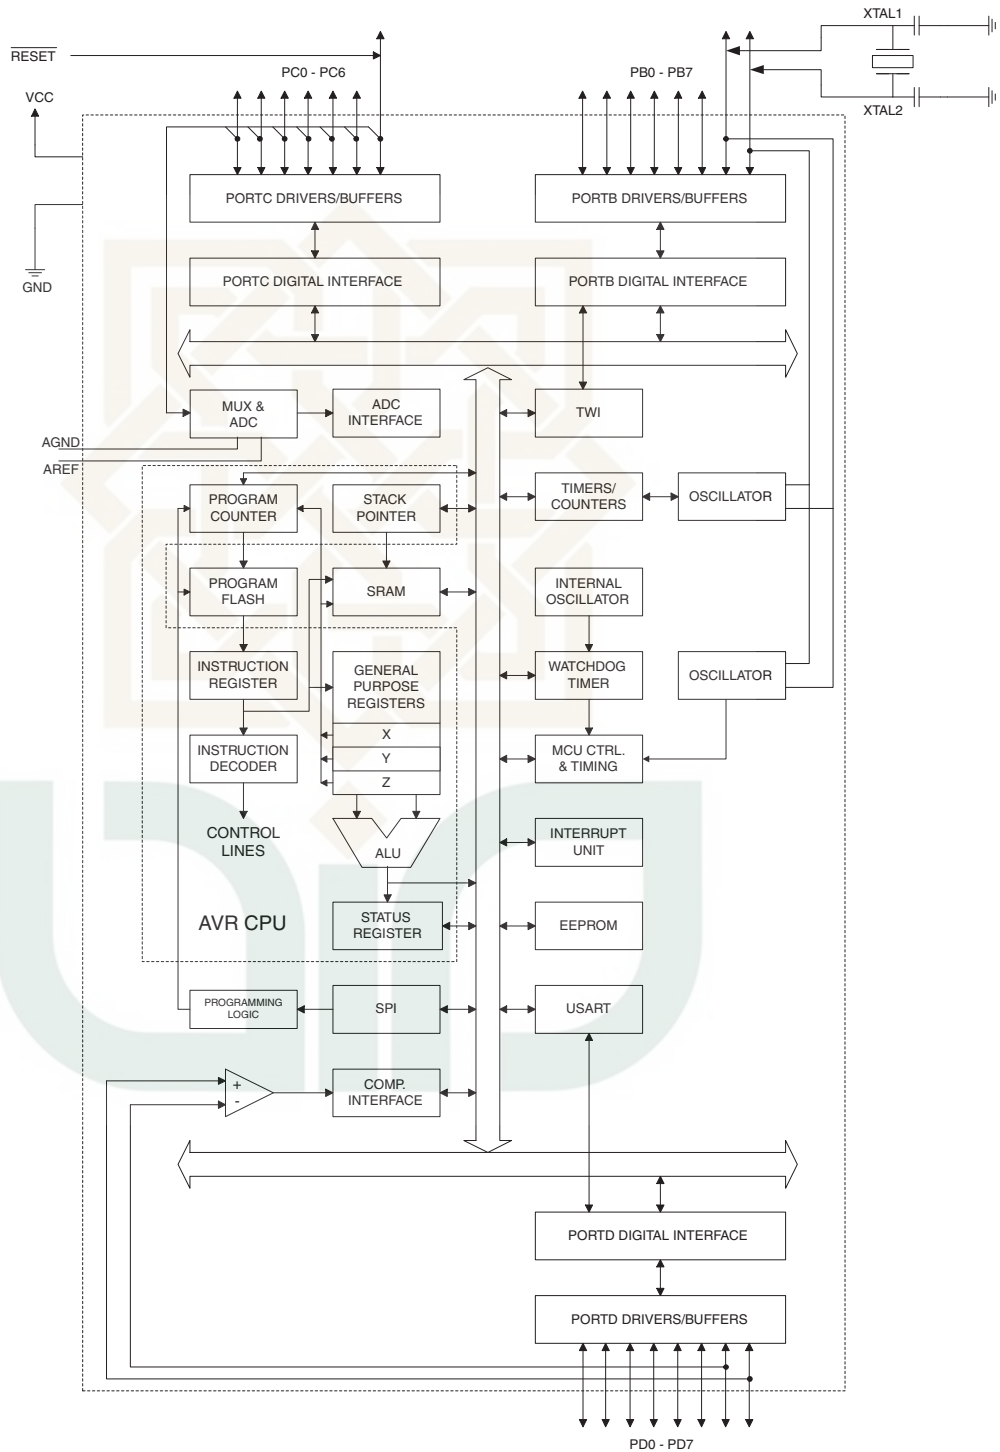 XTAL1
RESET
PC0 - PC6
PB0 - PB7
VCC
XTAL2
PORTC DRIVERS/BUFFERS
PORTB DRIVERS/BUFFERS
PORTC DIGITAL INTERFACE
PORTB DIGITAL INTERFACE
GND
MUX &
ADC
ADC
INTERFACE
TWI
AGND
AREF
PROGRAM
COUNTER
STACK
POINTER
TIMERS/
COUNTERS
OSCILLATOR
PROGRAM
FLASH
SRAM
INTERNAL
OSCILLATOR
INSTRUCTION
REGISTER
GENERAL
PURPOSE
REGISTERS
WATCHDOG
TIMER
OSCILLATOR
X
INSTRUCTION
DECODER
Y
MCU CTRL.
& TIMING
Z
CONTROL
LINES
ALU
INTERRUPT
UNIT
AVR CPU
STATUS
REGISTER
EEPROM
PROGRAMMING
LOGIC
SPI
USART
+
-
COMP.
INTERFACE
PORTD DIGITAL INTERFACE
PORTD DRIVERS/BUFFERS
PD0 - PD7